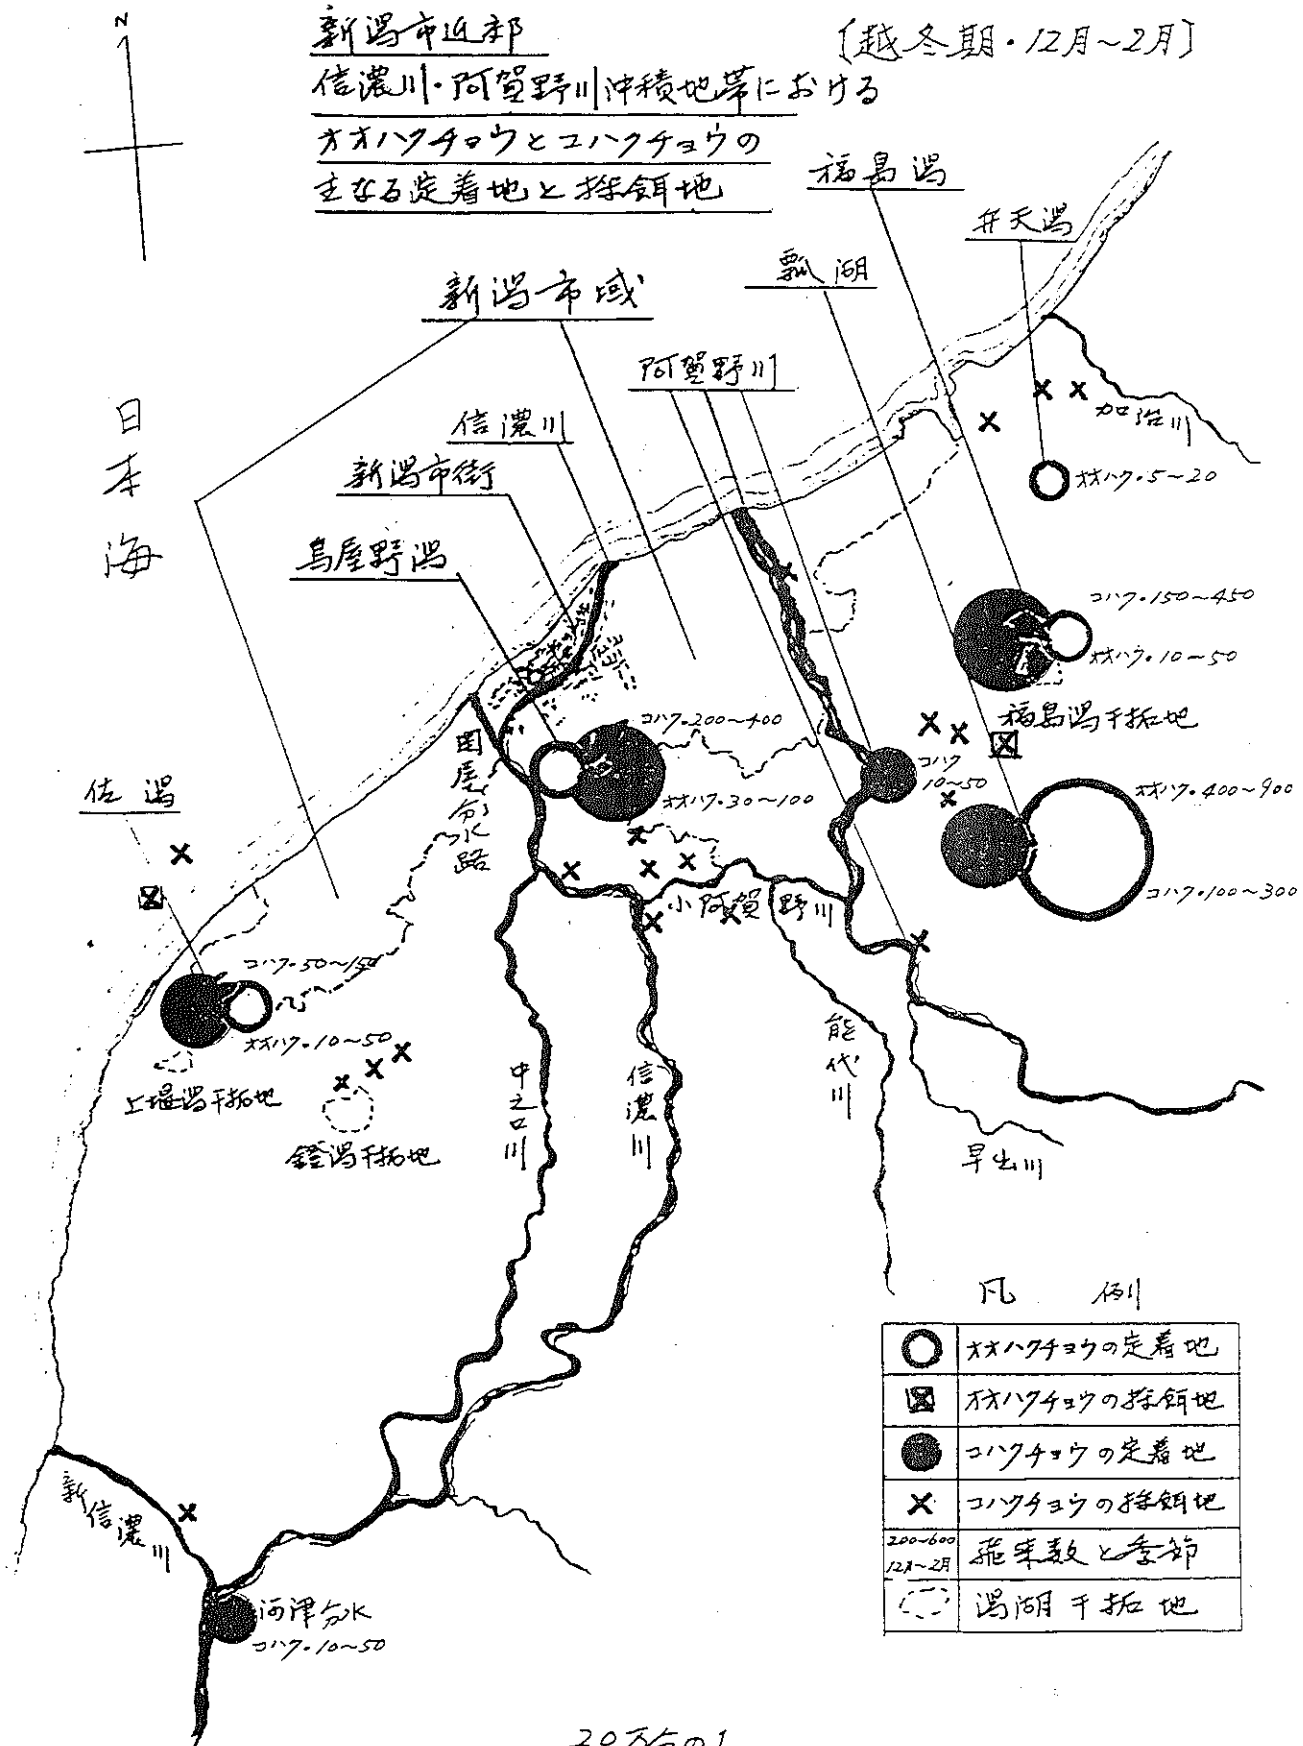 N
新潟市近郊
信濃川・阿賀野川沖積地帯における
オオハクチョウとコハクチョウの
主なる定着地と採餌地
〔越冬期・12月~2月〕
福島潟
弁天潟
瓢湖
新潟市域
阿賀野川
信濃川
新潟市街
鳥屋野潟
日本海
加治川
オオハク・5~20
コハク・150~450
オオハク・10~50
福島潟干拓地
コハク・200~400
オオハク・30~100
コハク
10~50
オオハク・400~900
コハク・100~300
関屋分水路
佐潟
小阿賀野川
コハク・50~150
オオハク・10~50
上堰潟干拓地
鎧潟干拓地
中之口川
信濃川
能代川
早出川
新信濃川
河津分水
コハク・10~50
凡例
オオハクチョウの定着地
オオハクチョウの採餌地
コハクチョウの定着地
コハクチョウの採餌地
200~600
12月~2月
飛来数と季節
潟湖干拓地
20万分の1